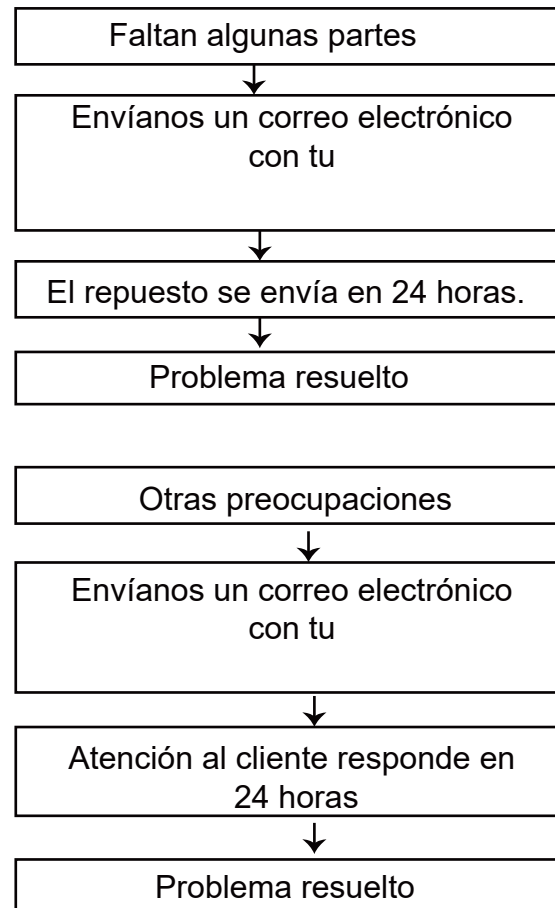 Faltan algunas partes
Envíanos un correo electrónico
con tu
El repuesto se envía en 24 horas.
Problema resuelto
Otras preocupaciones
Envíanos un correo electrónico
con tu
Atención al cliente responde en
24 horas
Problema resuelto